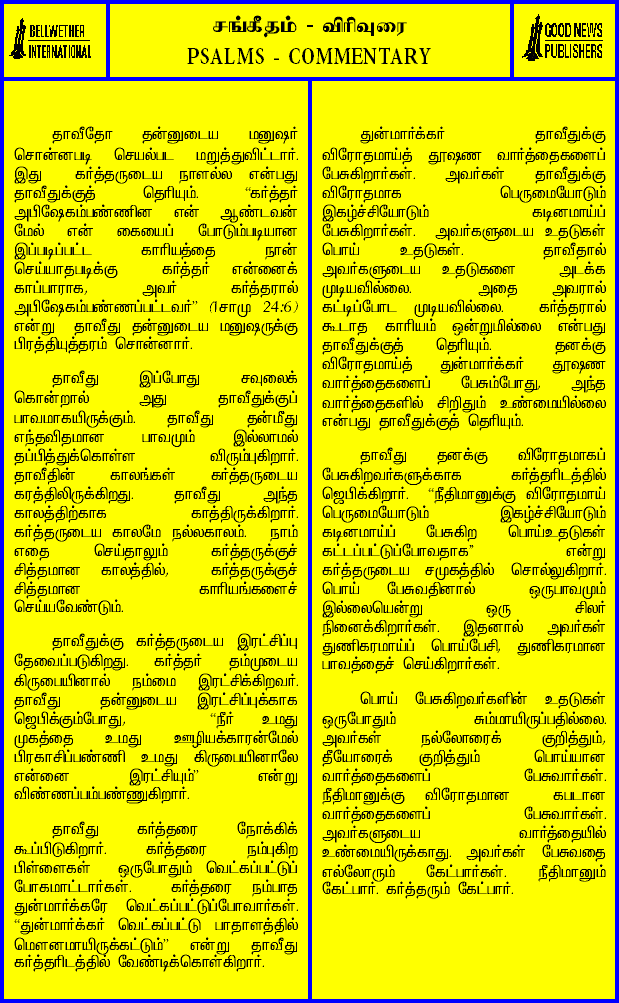 BELLWETHER
INTERNATIONAL
சங்கீதம் - விரிவுரை
PSALMS - COMMENTARY
GOOD NEWS
PUBLISHERS
தாவீதோ தன்னுடைய மனுஷர்
சொன்னபடி செயல்பட மறுத்துவிட்டார்.
இது கர்த்தருடைய நாளல்ல என்பது
தாவீதுக்குத் தெரியும். “கர்த்தர்
அபிஷேகம்பண்ணின என் ஆண்டவன்
மேல் என் கையைப் போடும்படியான
இப்படிப்பட்ட காரியத்தை நான்
செய்யாதபடிக்கு கர்த்தர் என்னைக்
காப்பாராக, அவர் கர்த்தரால்
அபிஷேகம்பண்ணப்பட்டவர்” (1சாமு 24:6)
என்று தாவீது தன்னுடைய மனுஷருக்கு
பிரத்தியுத்தரம் சொன்னார்.
தாவீது இப்போது சவுலைக்
கொன்றால் அது தாவீதுக்குப்
பாவமாகயிருக்கும். தாவீது தன்மீது
எந்தவிதமான பாவமும் இல்லாமல்
தப்பித்துக்கொள்ள விரும்புகிறார்.
தாவீதின் காலங்கள் கர்த்தருடைய
கரத்திலிருக்கிறது. தாவீது அந்த
காலத்திற்காக காத்திருக்கிறார்.
கர்த்தருடைய காலமே நல்லகாலம். நாம்
எதை செய்தாலும் கர்த்தருக்குச்
சித்தமான காலத்தில், கர்த்தருக்குச்
சித்தமான காரியங்களைச்
செய்யவேண்டும்.
தாவீதுக்கு கர்த்தருடைய இரட்சிப்பு
தேவைப்படுகிறது. கர்த்தர் தம்முடைய
கிருபையினால் நம்மை இரட்சிக்கிறவர்.
தாவீது தன்னுடைய இரட்சிப்புக்காக
ஜெபிக்கும்போது, “நீர் உமது
முகத்தை உமது ஊழியக்காரன்மேல்
பிரகாசிப்பண்ணி உமது கிருபையினாலே
என்னை இரட்சியும்” என்று
விண்ணப்பம்பண்ணுகிறார்.
தாவீது கர்த்தரை நோக்கிக்
கூப்பிடுகிறார். கர்த்தரை நம்புகிற
பிள்ளைகள் ஒருபோதும் வெட்கப்பட்டுப்
போகமாட்டார்கள். கர்த்தரை நம்பாத
துன்மார்க்கரே வெட்கப்பட்டுப்போவார்கள்.
“துன்மார்க்கர் வெட்கப்பட்டு பாதாளத்தில்
மௌனமாயிருக்கட்டும்” என்று தாவீது
கர்த்தரிடத்தில் வேண்டிக்கொள்கிறார்.
துன்மார்க்கர் தாவீதுக்கு
விரோதமாய்த் தூஷண வார்த்தைகளைப்
பேசுகிறார்கள். அவர்கள் தாவீதுக்கு
விரோதமாக பெருமையோடும்
இகழ்ச்சியோடும் கடினமாய்ப்
பேசுகிறார்கள். அவர்களுடைய உதடுகள்
பொய் உதடுகள். தாவீதால்
அவர்களுடைய உதடுகளை அடக்க
முடியவில்லை. அதை அவரால்
கட்டிப்போட முடியவில்லை. கர்த்தரால்
கூடாத காரியம் ஒன்றுமில்லை என்பது
தாவீதுக்குத் தெரியும். தனக்கு
விரோதமாய்த் துன்மார்க்கர் தூஷண
வார்த்தைகளைப் பேசும்போது, அந்த
வார்த்தைகளில் சிறிதும் உண்மையில்லை
என்பது தாவீதுக்குத் தெரியும்.
தாவீது தனக்கு விரோதமாகப்
பேசுகிறவர்களுக்காக கர்த்தரிடத்தில்
ஜெபிக்கிறார். “நீதிமானுக்கு விரோதமாய்
பெருமையோடும் இகழ்ச்சியோடும்
கடினமாய்ப் பேசுகிற பொய்உதடுகள்
கட்டப்பட்டுப்போவதாக” என்று
கர்த்தருடைய சமுகத்தில் சொல்லுகிறார்.
பொய் பேசுவதினால் ஒருபாவமும்
இல்லையென்று ஒரு சிலர்
நினைக்கிறார்கள். இதனால் அவர்கள்
துணிகரமாய்ப் பொய்பேசி, துணிகரமான
பாவத்தைச் செய்கிறார்கள்.
பொய் பேசுகிறவர்களின் உதடுகள்
ஒருபோதும் சும்மாயிருப்பதில்லை.
அவர்கள் நல்லோரைக் குறித்தும்,
தீயோரைக் குறித்தும் பொய்யான
வார்த்தைகளைப் பேசுவார்கள்.
நீதிமானுக்கு விரோதமான கபடான
வார்த்தைகளைப் பேசுவார்கள்.
அவர்களுடைய வார்த்தையில்
உண்மையிருக்காது. அவர்கள் பேசுவதை
எல்லோரும் கேட்பார்கள். நீதிமானும்
கேட்பார். கர்த்தரும் கேட்பார்.